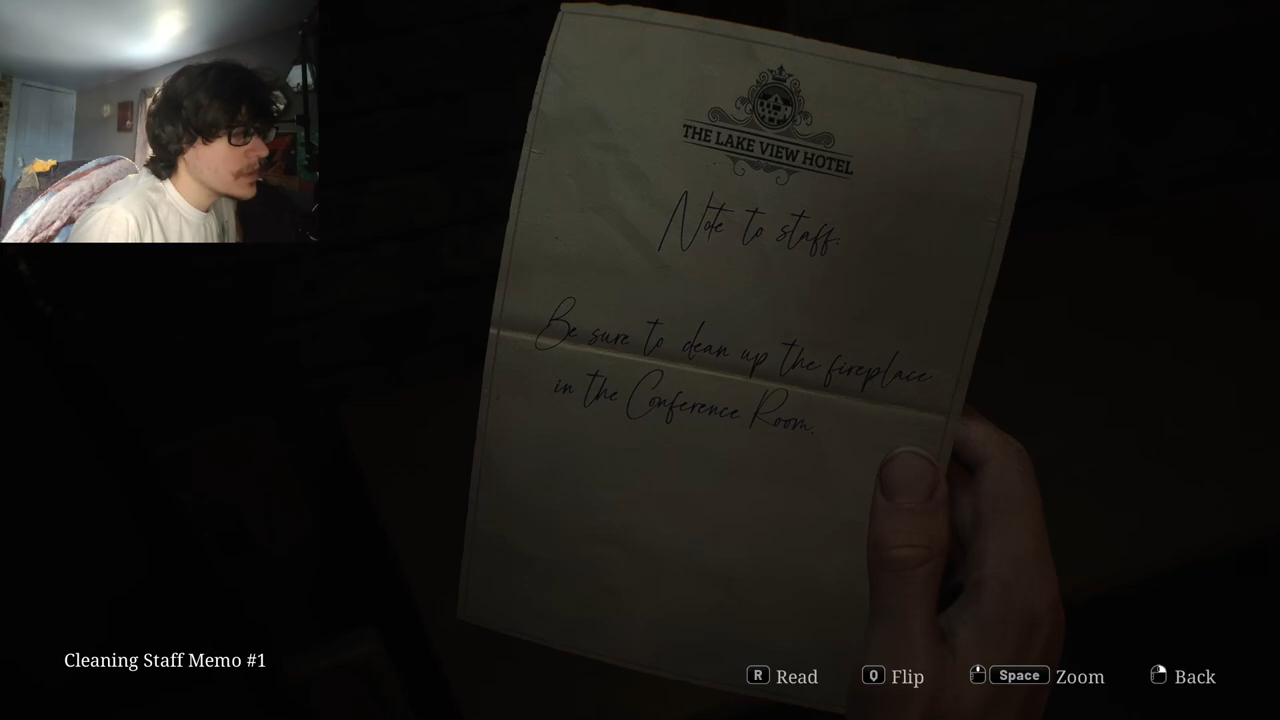 THE LAKE VIEW HOTEL
Note to staff:
Be sure to clean up the fireplace
in the Conference Room.
Cleaning Staff Memo #1
R Read
Q Flip
Space Zoom
Back